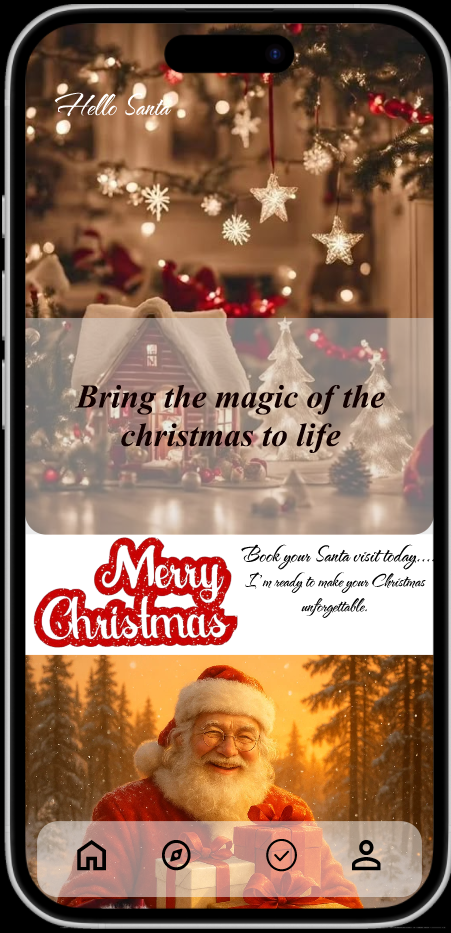 Hello Santa
Bring the magic of the
christmas to life
Merry
Christmas
Book your Santa visit today....
I'm ready to make your Christmas
unforgettable.